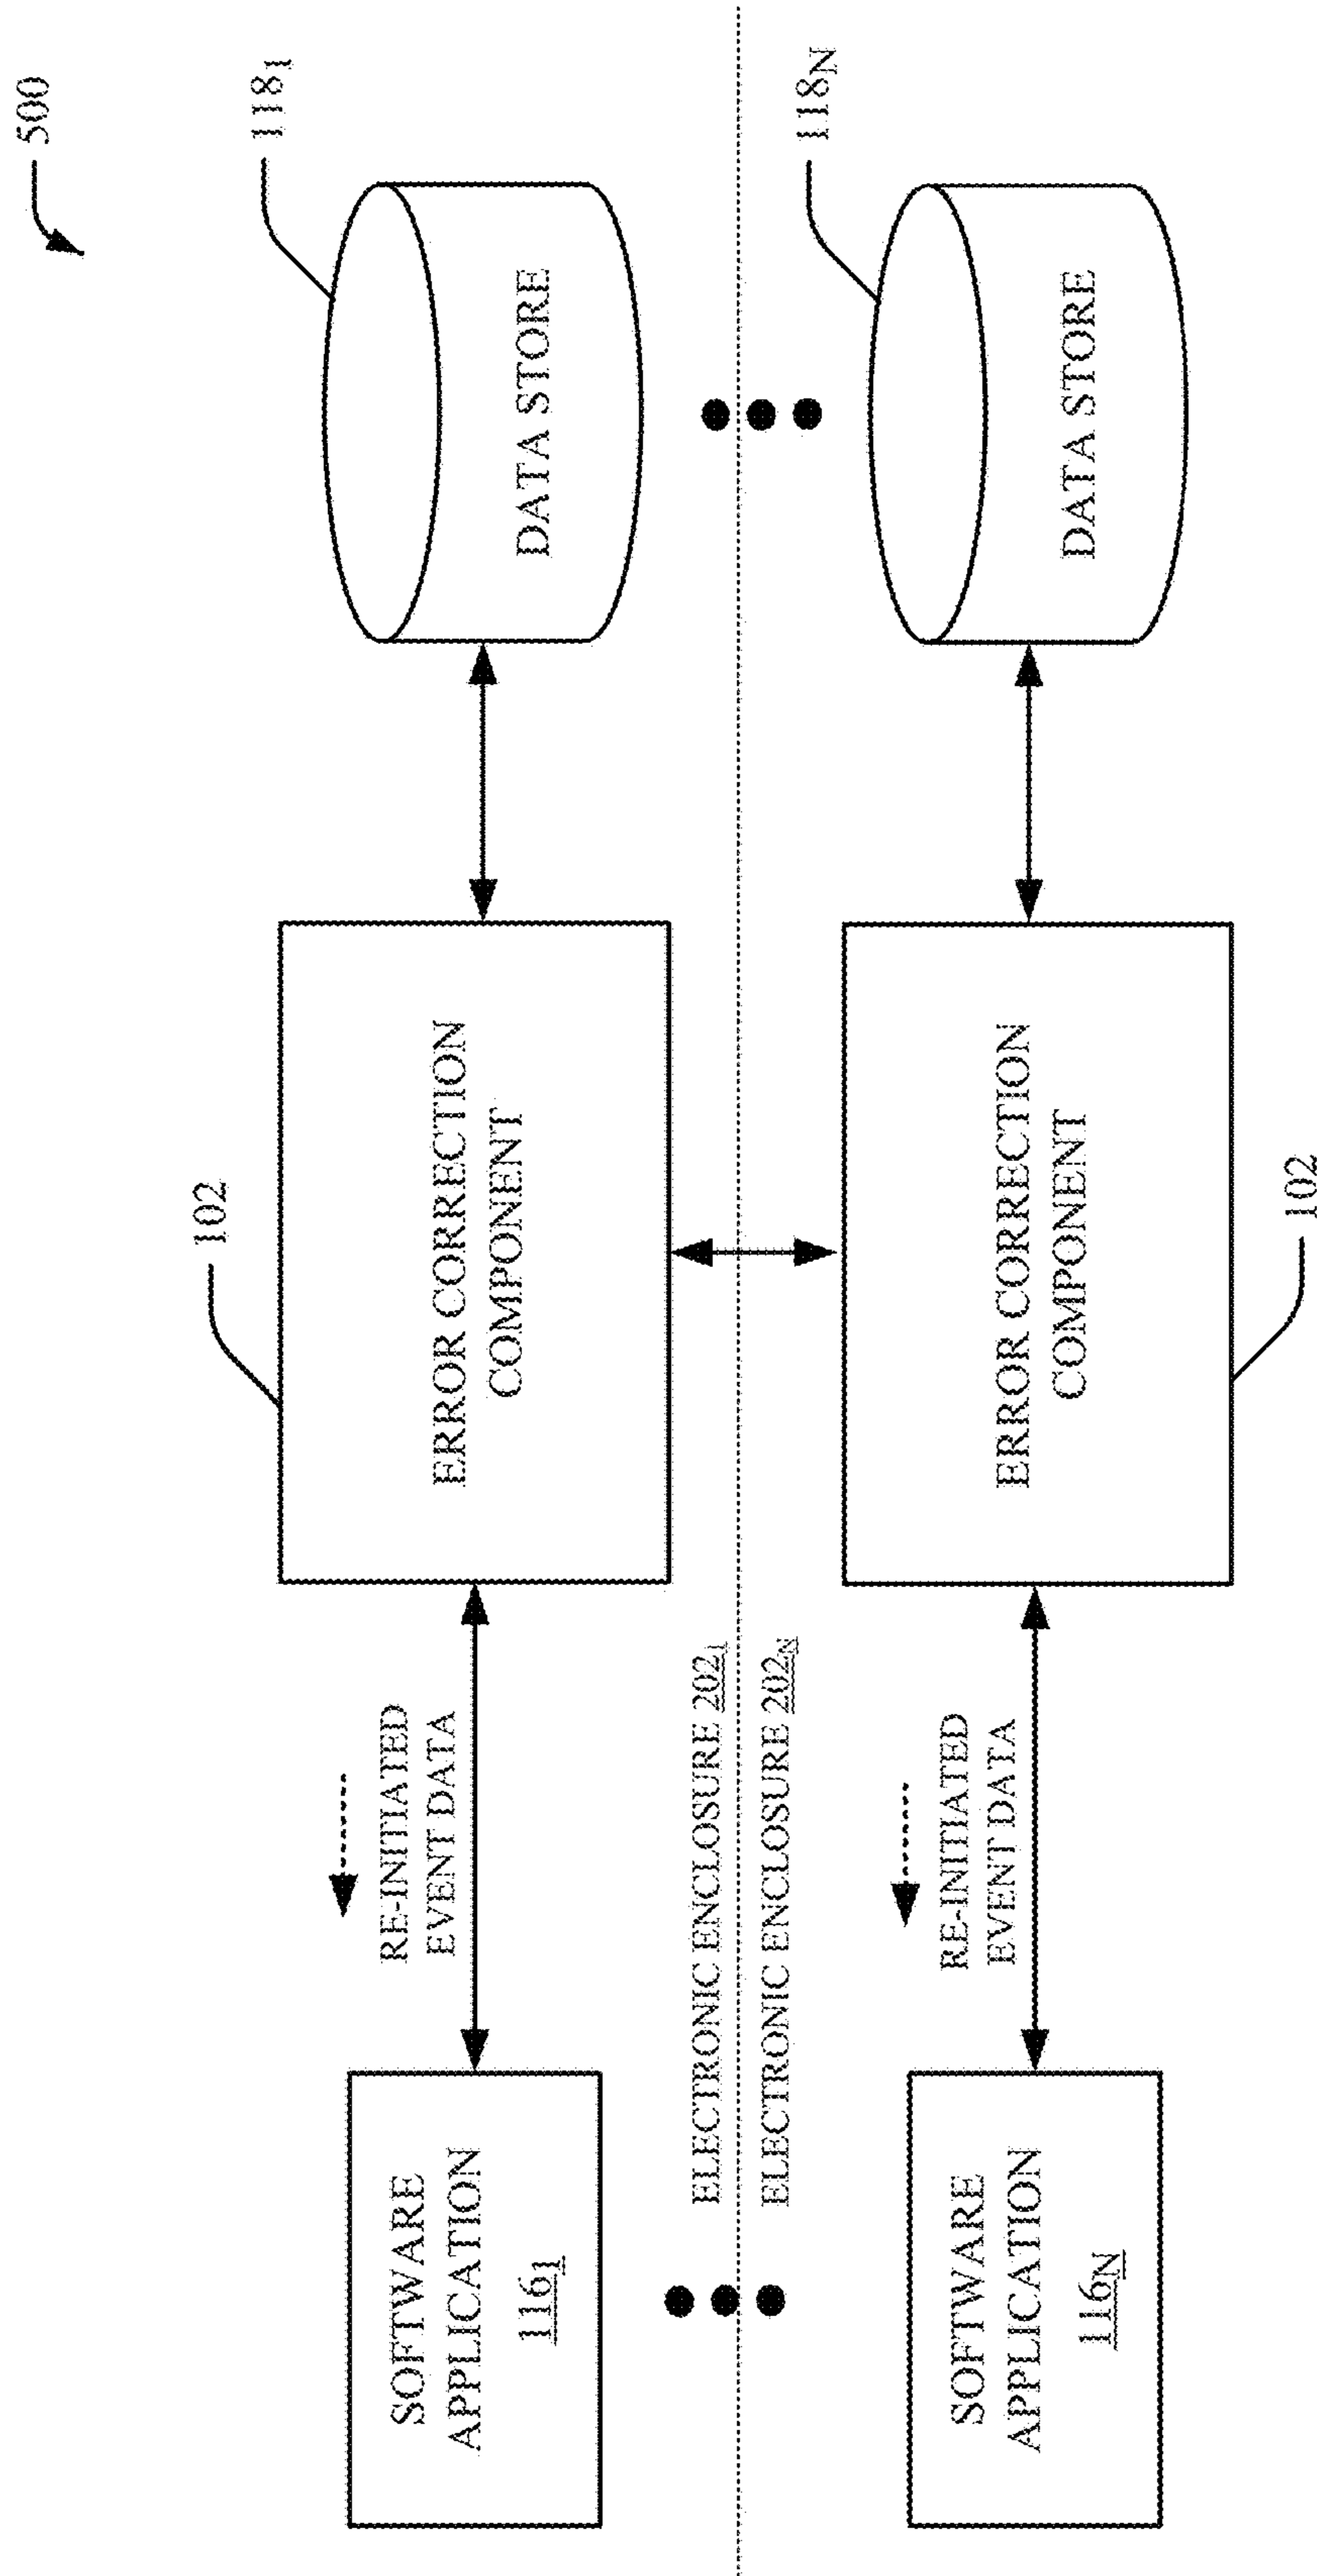 500
118₁
102
SOFTWARE
APPLICATION
116₁
RE-INITIATED
EVENT DATA
ERROR CORRECTION
COMPONENT
DATA STORE
ELECTRONIC ENCLOSURE 202₁
ELECTRONIC ENCLOSURE 202N
118N
SOFTWARE
APPLICATION
116N
RE-INITIATED
EVENT DATA
ERROR CORRECTION
COMPONENT
DATA STORE
102